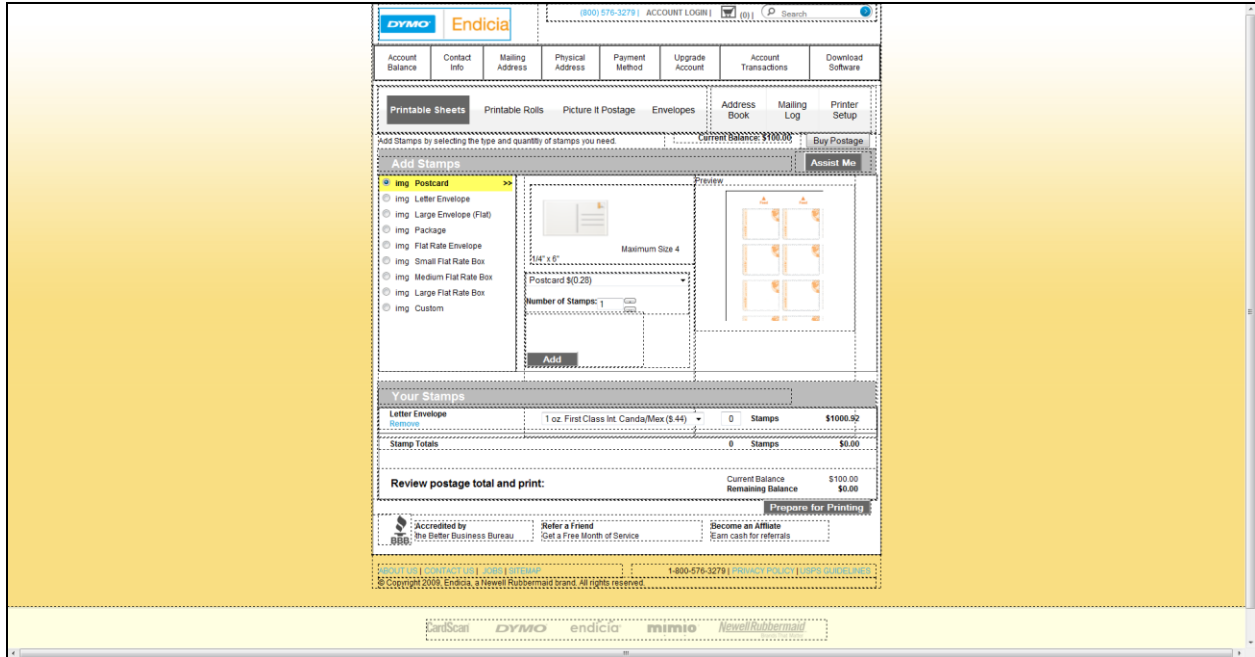 DYMO Endicia
(800) 576-3279 | ACCOUNT LOGIN | (0) | Search
Account Balance
Contact Info
Mailing Address
Physical Address
Payment Method
Upgrade Account
Account Transactions
Download Software
Printable Sheets Printable Rolls Picture It Postage Envelopes
Address Book
Mailing Log
Printer Setup
Add Stamps by selecting the type and quantity of stamps you need.
Current Balance: $100.00
Buy Postage
Add Stamps
Assist Me
img Postcard >>
img Letter Envelope
img Large Envelope (Flat)
img Package
img Flat Rate Envelope
img Small Flat Rate Box
img Medium Flat Rate Box
img Large Flat Rate Box
img Custom
Maximum Size 4
1/4" x 6"
Postcard $(0.28)
Number of Stamps: 1
Add
Preview
Your Stamps
Letter Envelope
Remove
1 oz. First Class Int. Canda/Mex ($.44)
0 Stamps $1000.92
Stamp Totals 0 Stamps $0.00
Review postage total and print:
Current Balance $100.00
Remaining Balance $0.00
Prepare for Printing
BBB
Accredited by
the Better Business Bureau
Refer a Friend
Get a Free Month of Service
Become an Affliate
Earn cash for referrals
ABOUT US | CONTACT US | JOBS | SITEMAP
1-800-576-3279 | PRIVACY POLICY | USPS GUIDELINES
© Copyright 2009, Endicia, a Newell Rubbermaid brand. All rights reserved.
CardScan DYMO endicia mimio NewellRubbermaid